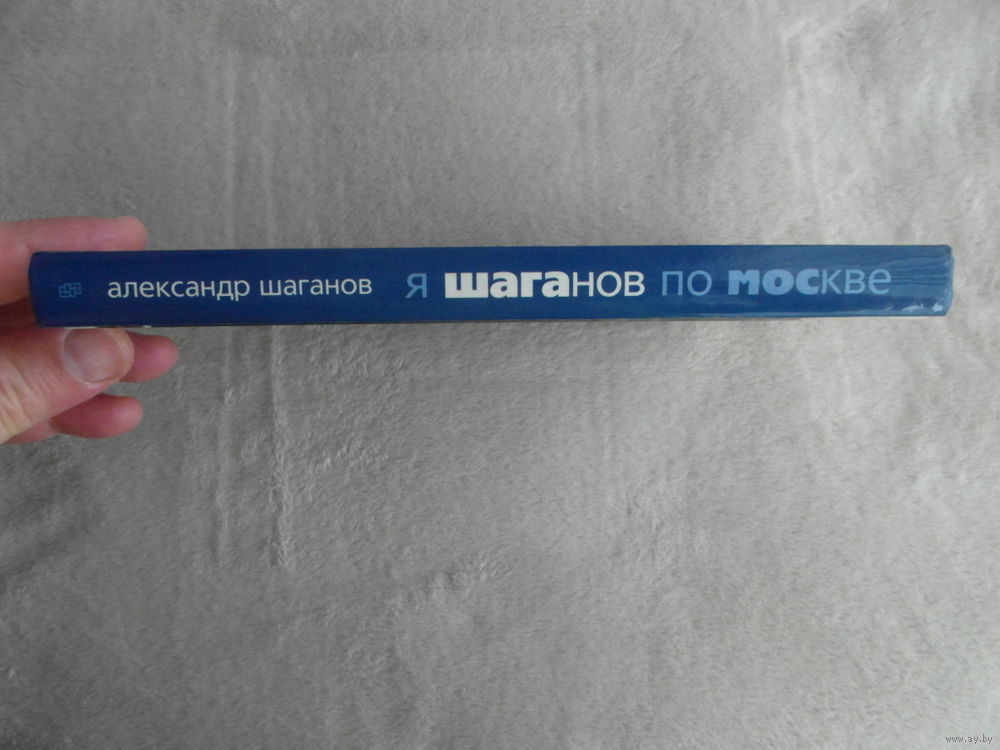 александр шаганов я шаганов по москве
www.ay.by